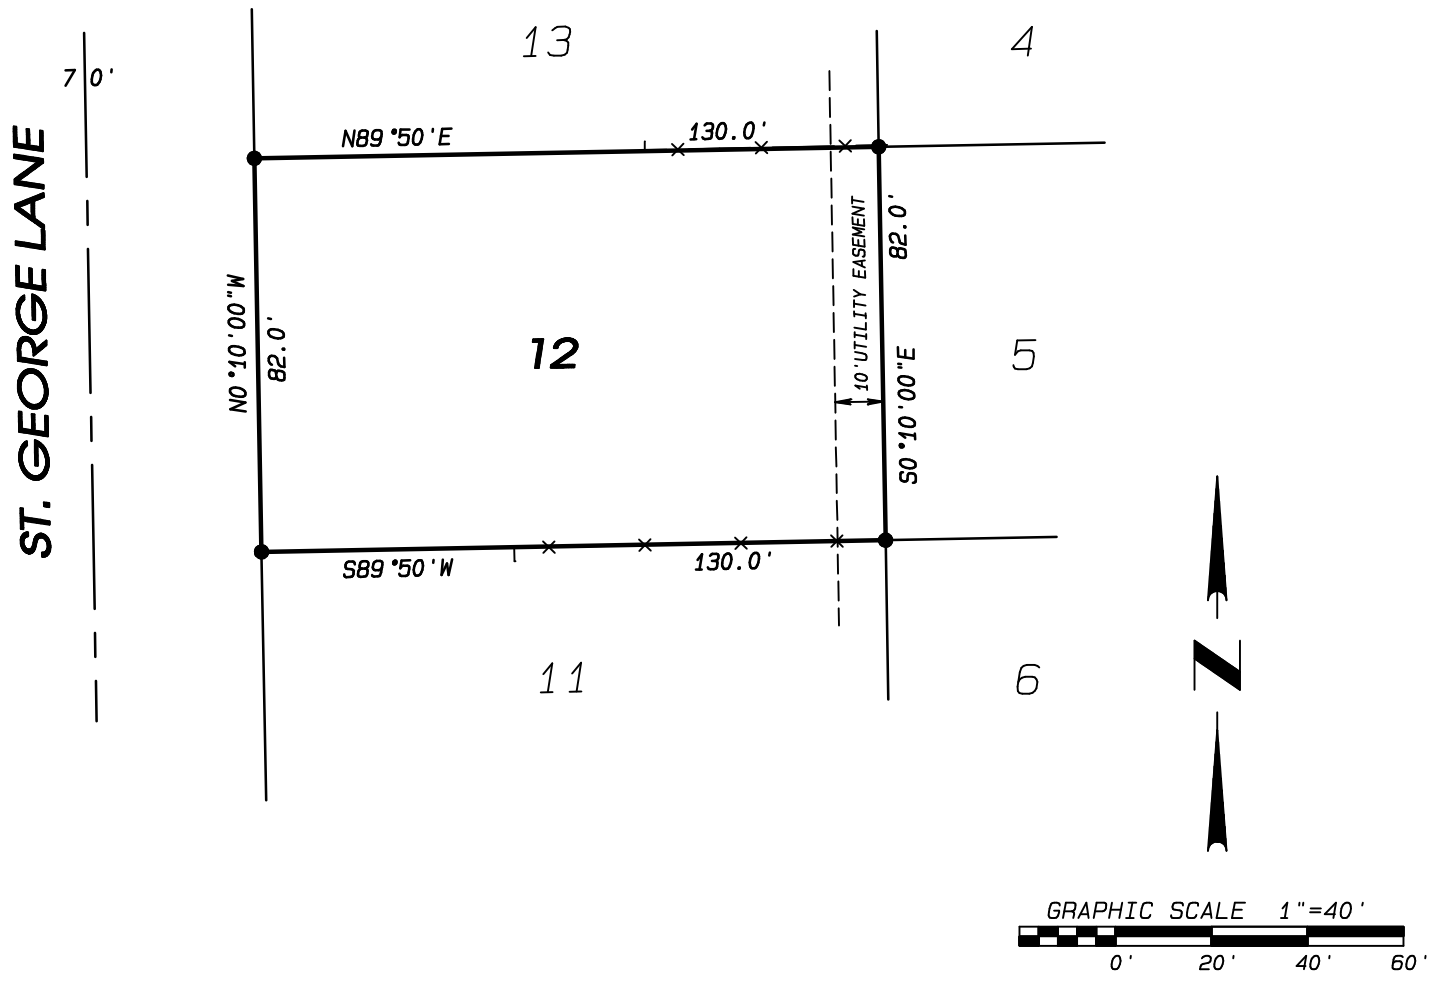 13
4
70'
ST. GEORGE LANE
N89°50'E
130.0'
N0°10'00"W
82.0'
12
10' UTILITY EASEMENT
82.0'
S0°10'00"E
5
S89°50'W
130.0'
11
6
N
GRAPHIC SCALE 1"=40'
0' 20' 40' 60'